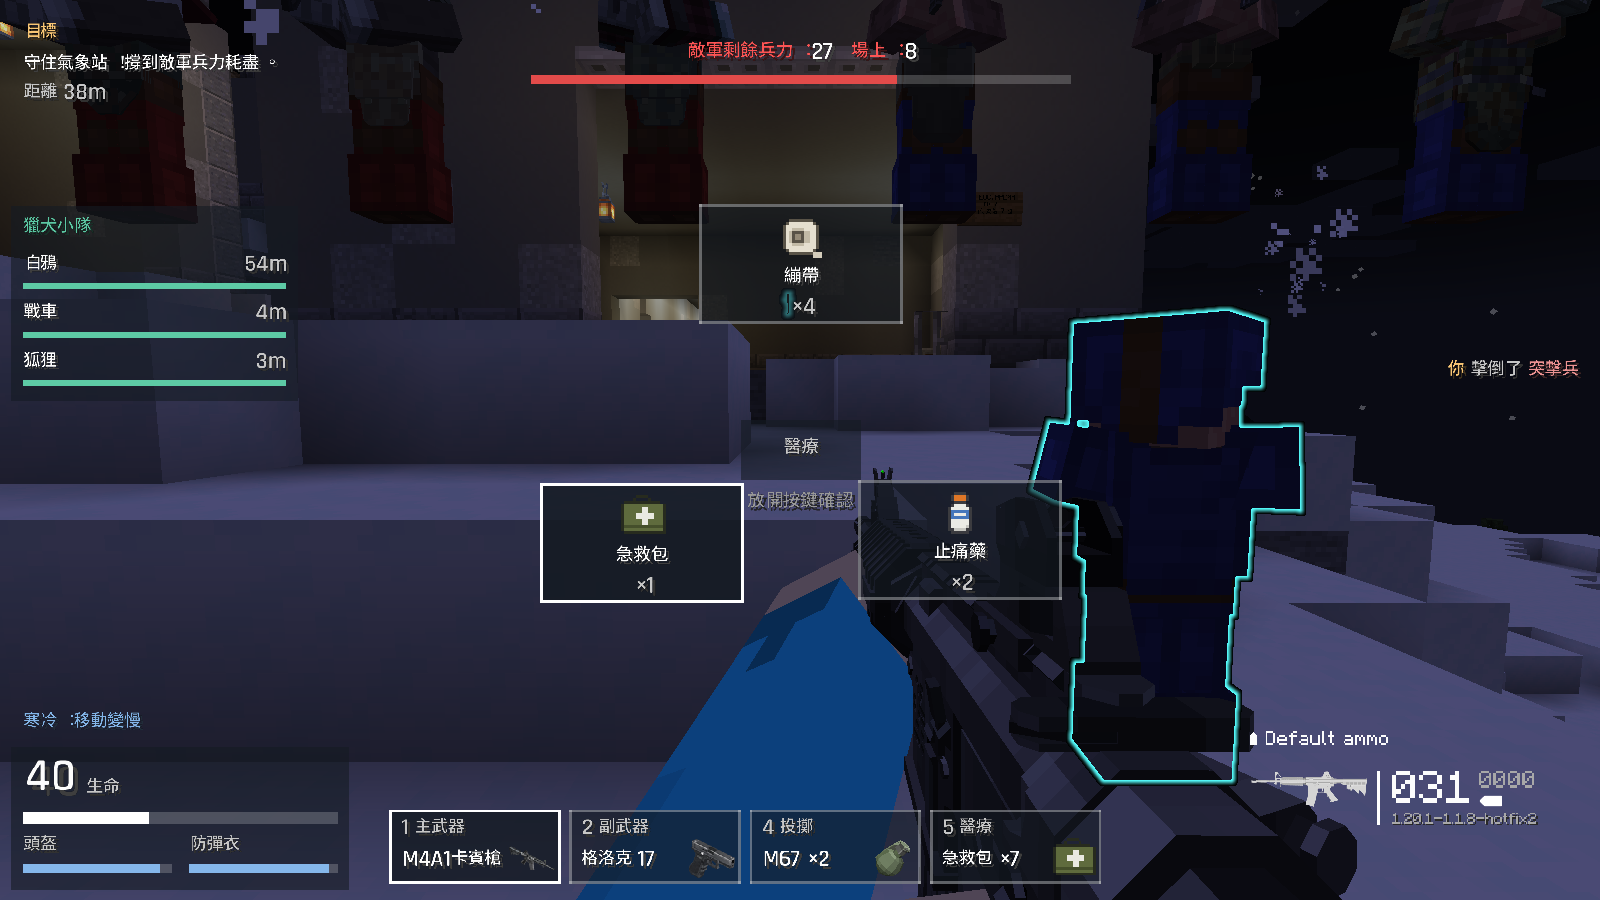 目標
守住氣象站 !撐到敵軍兵力耗盡 。
距離 38m
敵軍剩餘兵力 :27 場上 :8
獵犬小隊
白鴉 54m
戰車 4m
狐狸 3m
繃帶
×4
你 擊倒了 突擊兵
醫療
放開按鍵確認
急救包
×1
止痛藥
×2
寒冷 :移動變慢
40 生命
頭盔 防彈衣
1 主武器
M4A1卡賓槍
2 副武器
格洛克 17
4 投擲
M67 ×2
5 醫療
急救包 ×7
Default ammo
031 0000
1.20.1-1.1.8-hotfix2